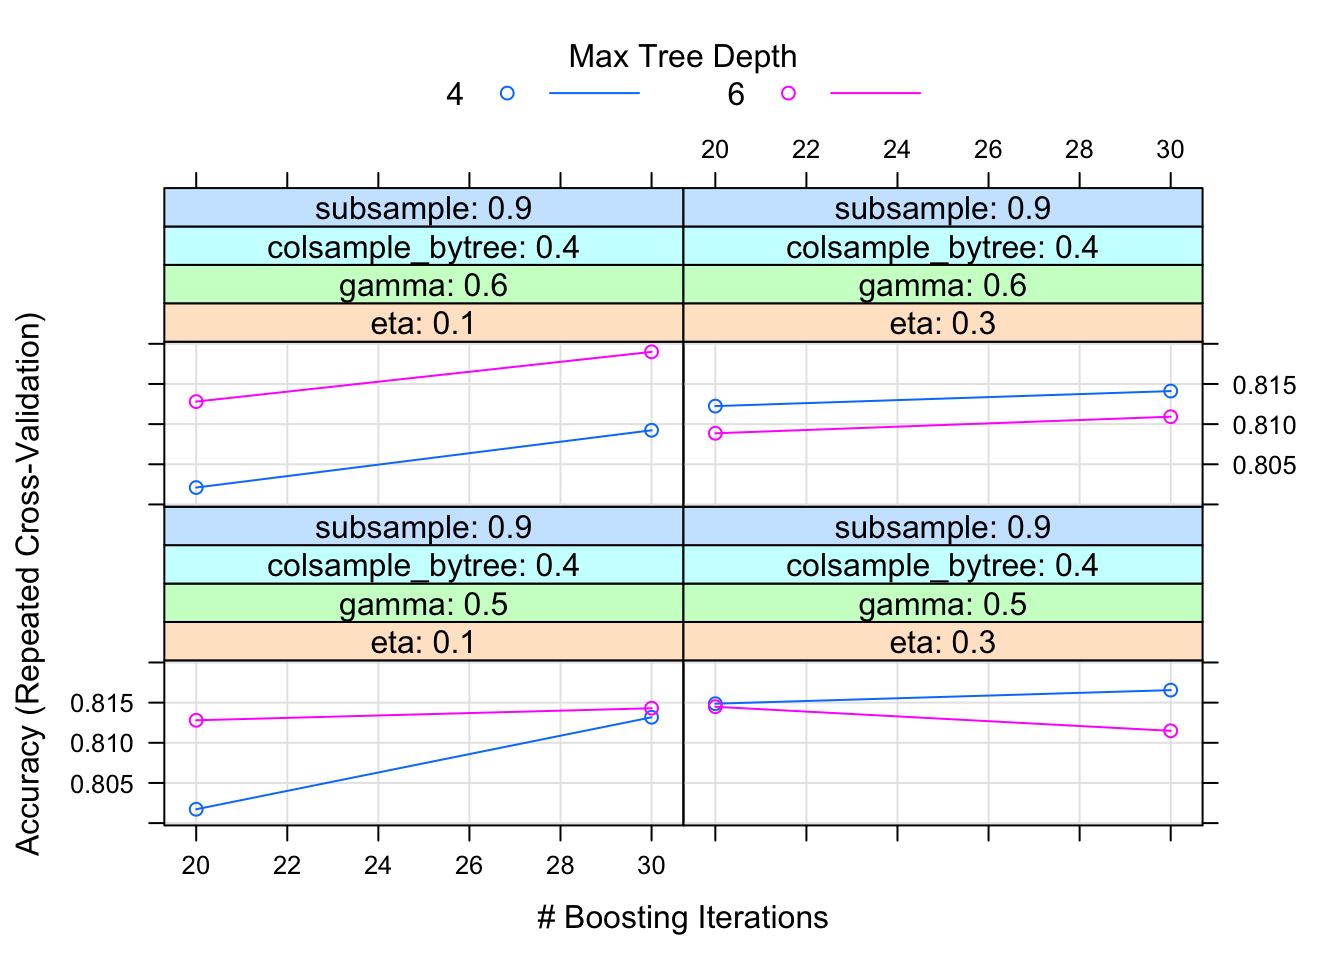 Max Tree Depth
4 6
20 22 24 26 28 30
subsample: 0.9 subsample: 0.9
colsample_bytree: 0.4 colsample_bytree: 0.4
gamma: 0.6 gamma: 0.6
eta: 0.1 eta: 0.3
0.815
0.810
0.805
subsample: 0.9 subsample: 0.9
colsample_bytree: 0.4 colsample_bytree: 0.4
gamma: 0.5 gamma: 0.5
eta: 0.1 eta: 0.3
0.815
0.810
0.805
20 22 24 26 28 30
# Boosting Iterations
Accuracy (Repeated Cross-Validation)